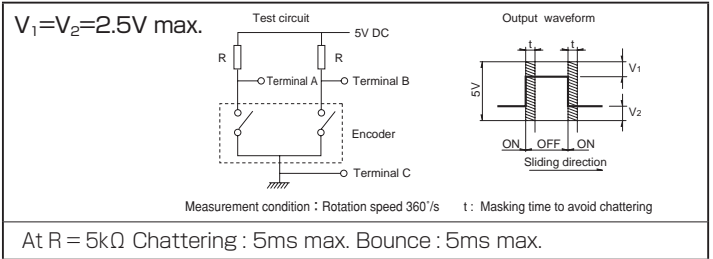 V₁=V₂=2.5V max.
Test circuit
5V DC
R
R
Terminal A
Terminal B
Encoder
Terminal C
Output waveform
t
t
V₁
5V
V₂
ON
OFF
ON
Sliding direction
Measurement condition : Rotation speed 360˚/s
t : Masking time to avoid chattering
At R = 5kΩ Chattering : 5ms max. Bounce : 5ms max.